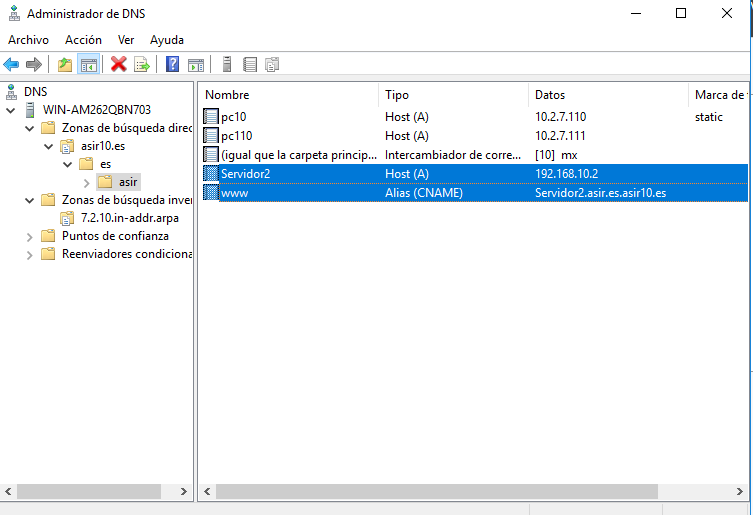 Administrador de DNS
Archivo Acción Ver Ayuda
DNS
WIN-AM262QBN703
Zonas de búsqueda direc
asir10.es
es
asir
Zonas de búsqueda inver
7.2.10.in-addr.arpa
Puntos de confianza
Reenviadores condiciona
Nombre Tipo Datos Marca de
pc10 Host (A) 10.2.7.110 static
pc110 Host (A) 10.2.7.111
(igual que la carpeta princip... Intercambiador de corre... [10] mx
Servidor2 Host (A) 192.168.10.2
www Alias (CNAME) Servidor2.asir.es.asir10.es